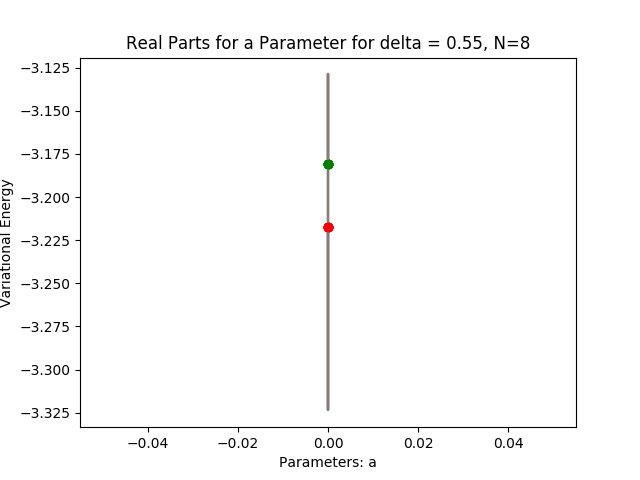 Real Parts for a Parameter for delta = 0.55, N=8
Variational Energy
−3.125
−3.150
−3.175
−3.200
−3.225
−3.250
−3.275
−3.300
−3.325
−0.04 −0.02 0.00 0.02 0.04
Parameters: a